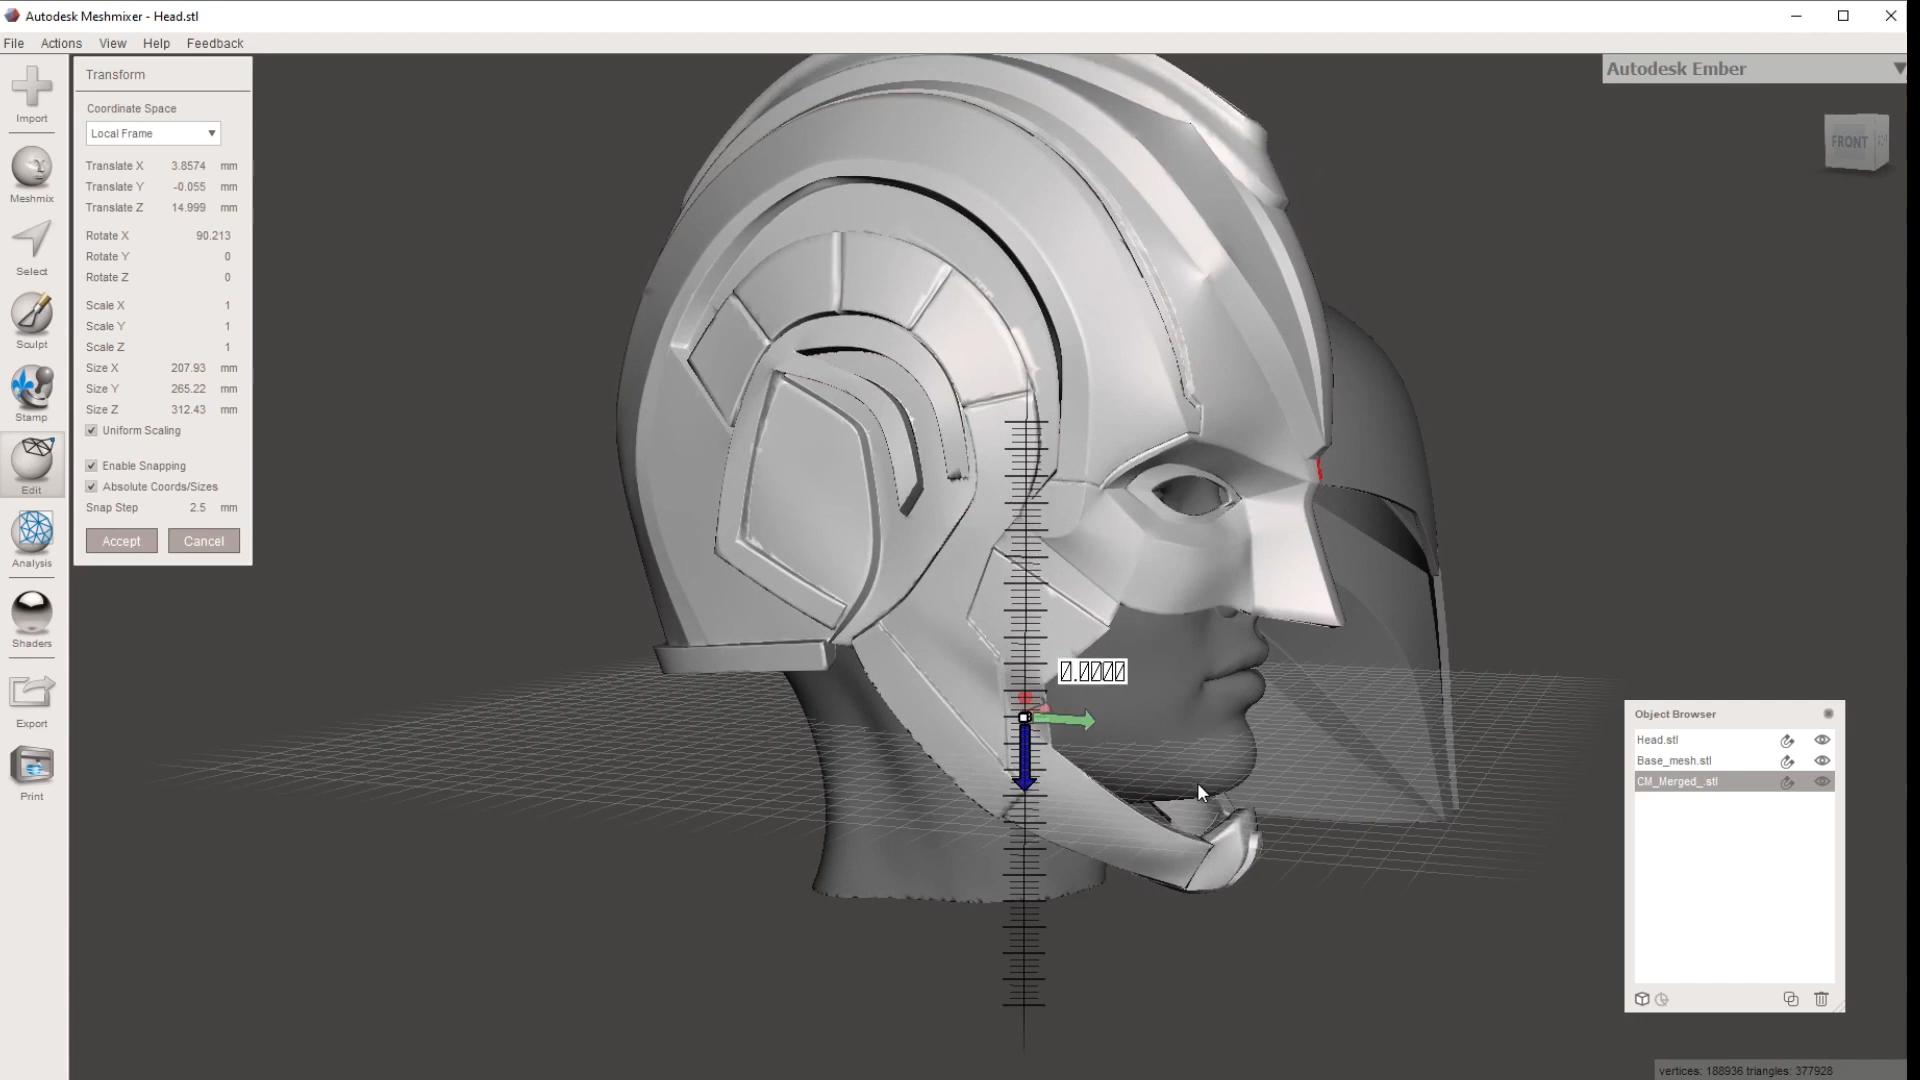 Autodesk Meshmixer - Head.stl
File Actions View Help Feedback
Import
Meshmix
Select
Sculpt
Stamp
Edit
Analysis
Shaders
Export
Print
Transform
Coordinate Space
Local Frame
Translate X 3.8574 mm
Translate Y -0.055 mm
Translate Z 14.999 mm
Rotate X 90.213
Rotate Y 0
Rotate Z 0
Scale X 1
Scale Y 1
Scale Z 1
Size X 207.93 mm
Size Y 265.22 mm
Size Z 312.43 mm
Uniform Scaling
Enable Snapping
Absolute Coords/Sizes
Snap Step 2.5 mm
Accept Cancel
0.0000
Autodesk Ember
FRONT
Object Browser
Head.stl
Base_mesh.stl
CM_Merged_.stl
vertices: 188936 triangles: 377928